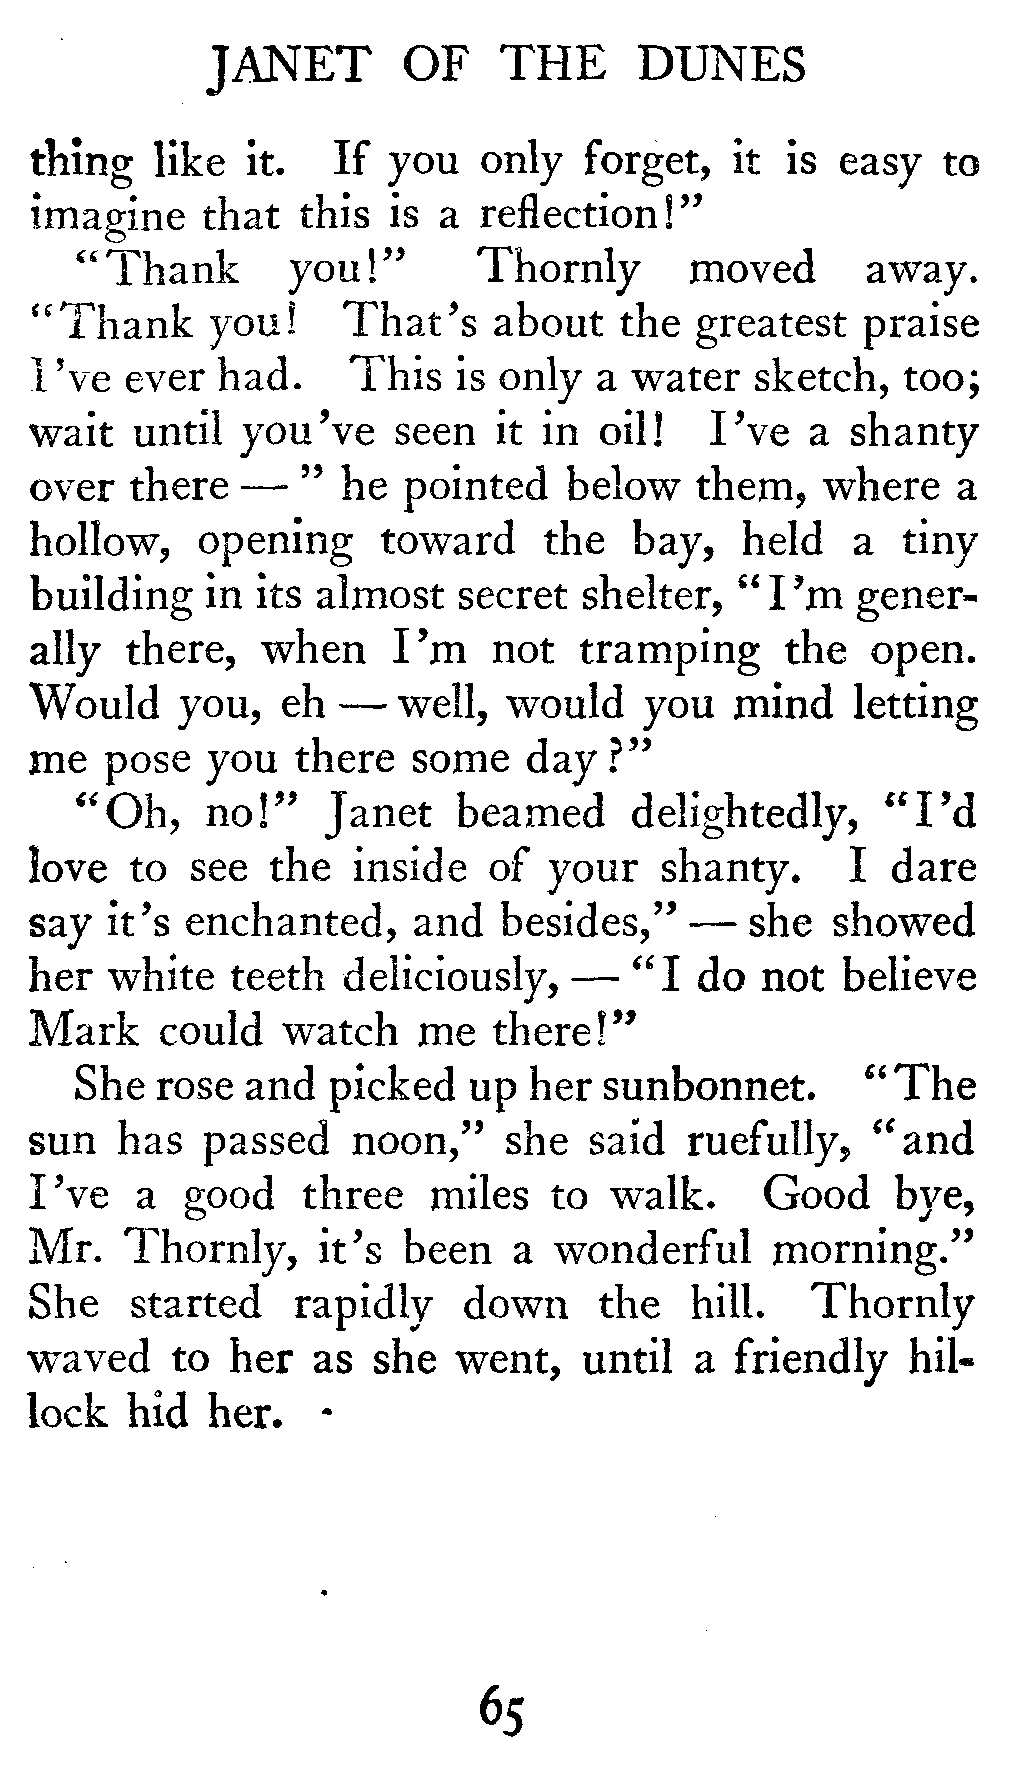 JANET OF THE DUNES
thing like it. If you only forget, it is easy to
imagine that this is a reflection!”
“Thank you!” Thornly moved away.
“Thank you! That’s about the greatest praise
I’ve ever had. This is only a water sketch, too;
wait until you’ve seen it in oil! I’ve a shanty
over there — ” he pointed below them, where a
hollow, opening toward the bay, held a tiny
building in its almost secret shelter, “I’m gener-
ally there, when I’m not tramping the open.
Would you, eh — well, would you mind letting
me pose you there some day?”
“Oh, no!” Janet beamed delightedly, “I’d
love to see the inside of your shanty. I dare
say it’s enchanted, and besides,” — she showed
her white teeth deliciously, — “I do not believe
Mark could watch me there!”
She rose and picked up her sunbonnet. “The
sun has passed noon,” she said ruefully, “and
I’ve a good three miles to walk. Good bye,
Mr. Thornly, it’s been a wonderful morning.”
She started rapidly down the hill. Thornly
waved to her as she went, until a friendly hil-
lock hid her.
65